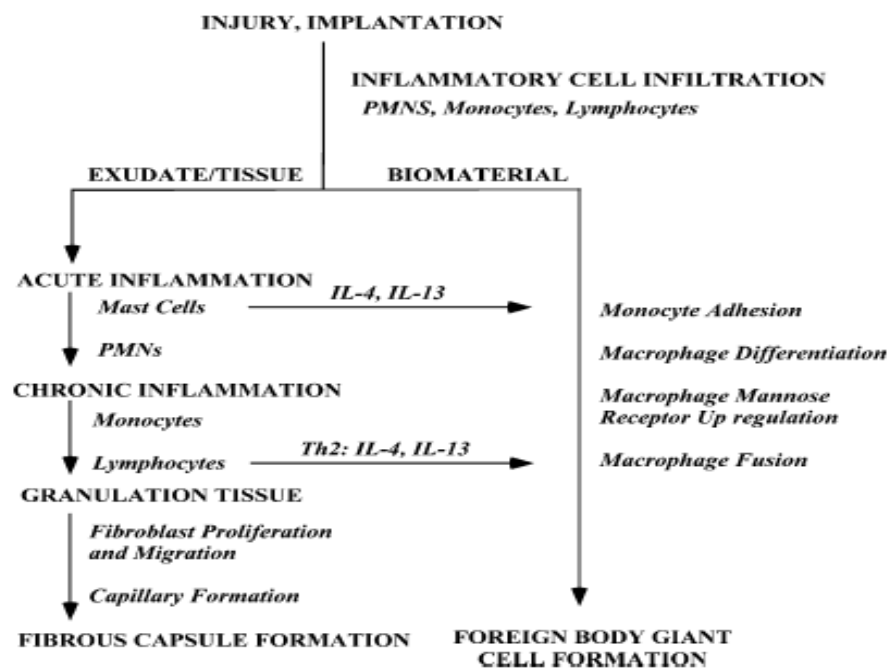 INJURY, IMPLANTATION
INFLAMMATORY CELL INFILTRATION
PMNS, Monocytes, Lymphocytes
EXUDATE/TISSUE
BIOMATERIAL
ACUTE INFLAMMATION
Mast Cells
IL-4, IL-13
PMNs
CHRONIC INFLAMMATION
Monocytes
Lymphocytes
Th2: IL-4, IL-13
GRANULATION TISSUE
Fibroblast Proliferation
and Migration
Capillary Formation
FIBROUS CAPSULE FORMATION
Monocyte Adhesion
Macrophage Differentiation
Macrophage Mannose
Receptor Up regulation
Macrophage Fusion
FOREIGN BODY GIANT
CELL FORMATION